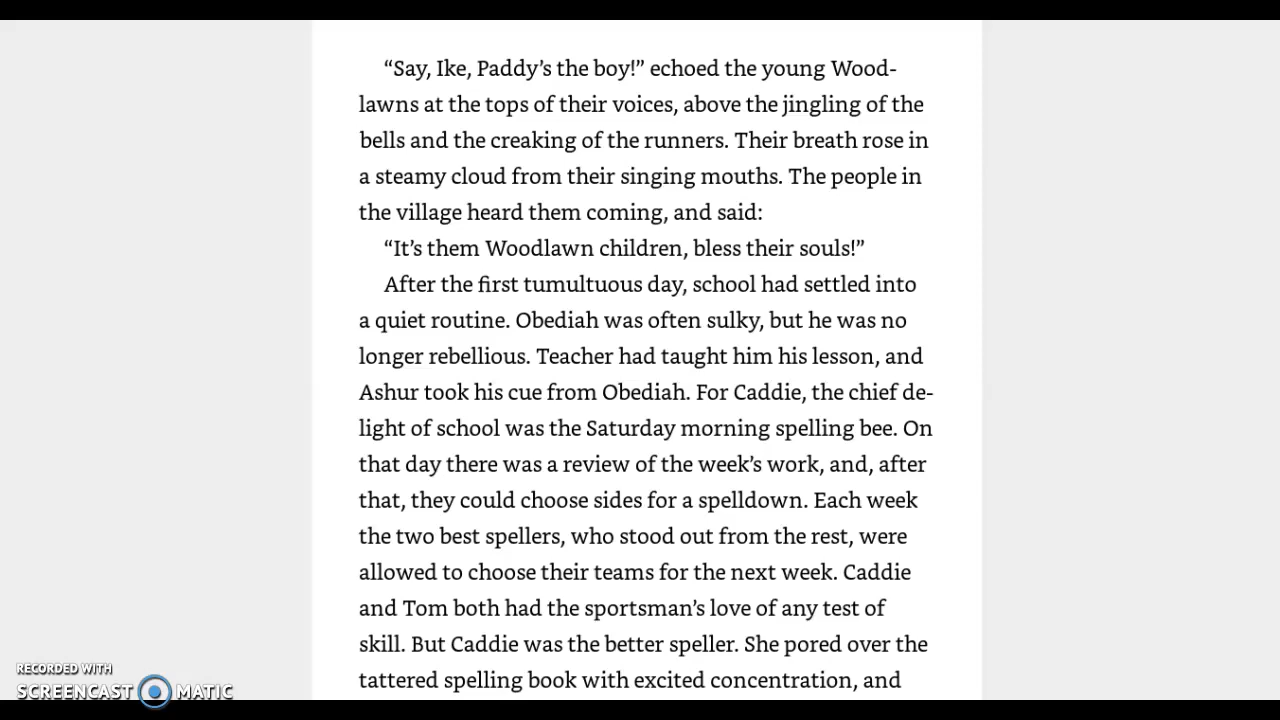 “Say, Ike, Paddy’s the boy!” echoed the young Wood-
lawns at the tops of their voices, above the jingling of the
bells and the creaking of the runners. Their breath rose in
a steamy cloud from their singing mouths. The people in
the village heard them coming, and said:
“It’s them Woodlawn children, bless their souls!”
After the first tumultuous day, school had settled into
a quiet routine. Obediah was often sulky, but he was no
longer rebellious. Teacher had taught him his lesson, and
Ashur took his cue from Obediah. For Caddie, the chief de-
light of school was the Saturday morning spelling bee. On
that day there was a review of the week’s work, and, after
that, they could choose sides for a spelldown. Each week
the two best spellers, who stood out from the rest, were
allowed to choose their teams for the next week. Caddie
and Tom both had the sportsman’s love of any test of
skill. But Caddie was the better speller. She pored over the
tattered spelling book with excited concentration, and
RECORDED WITH
SCREENCAST MATIC